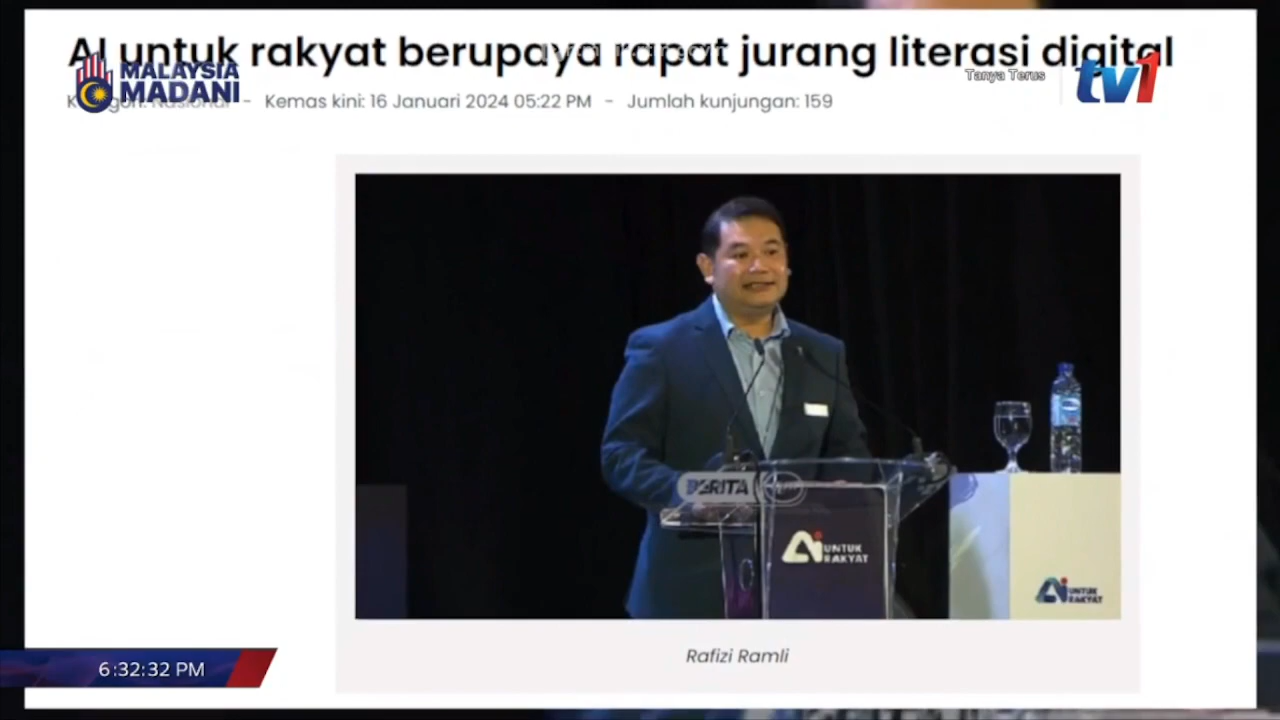 AI untuk rakyat berupaya rapat jurang literasi digital
MALAYSIA
MADANI
Tanya Terus
tv1
Nasional - Kemas kini: 16 Januari 2024 05:22 PM - Jumlah kunjungan: 159
BERITA
AI UNTUK
RAKYAT
AI UNTUK
RAKYAT
Rafizi Ramli
6:32:32 PM